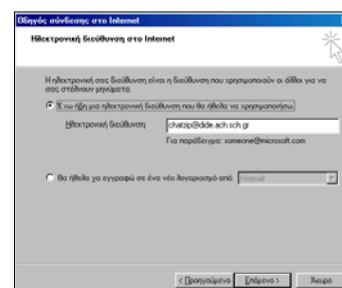 Οδηγός σύνδεσης στο Internet
Ηλεκτρονική διεύθυνση στο Internet
Η ηλεκτρονική σας διεύθυνση είναι η διεύθυνση που χρησιμοποιούν οι άλλοι για να
σας στέλνουν μηνύματα.
Έχω ήδη μια ηλεκτρονική διεύθυνση που θα ήθελα να χρησιμοποιήσω.
Ηλεκτρονική διεύθυνση:
chatzip@dide.ach.sch.gr
Για παράδειγμα: someone@microsoft.com
Θα ήθελα να εγγραφώ σε ένα νέο λογαριασμό από:
Hotmail
< Προηγούμενο
Επόμενο >
Άκυρο